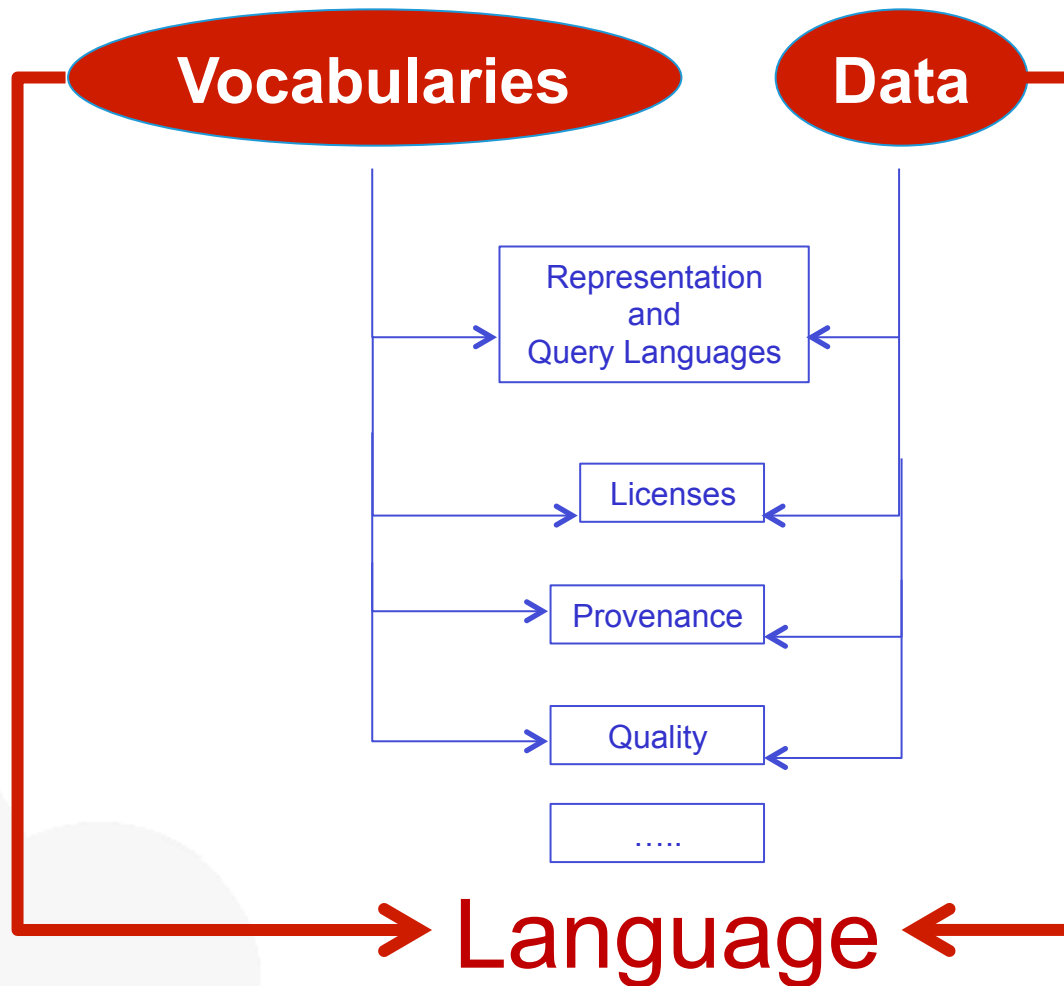 Vocabularies
Data
Representation
and
Query Languages
Licenses
Provenance
Quality
…..
Language